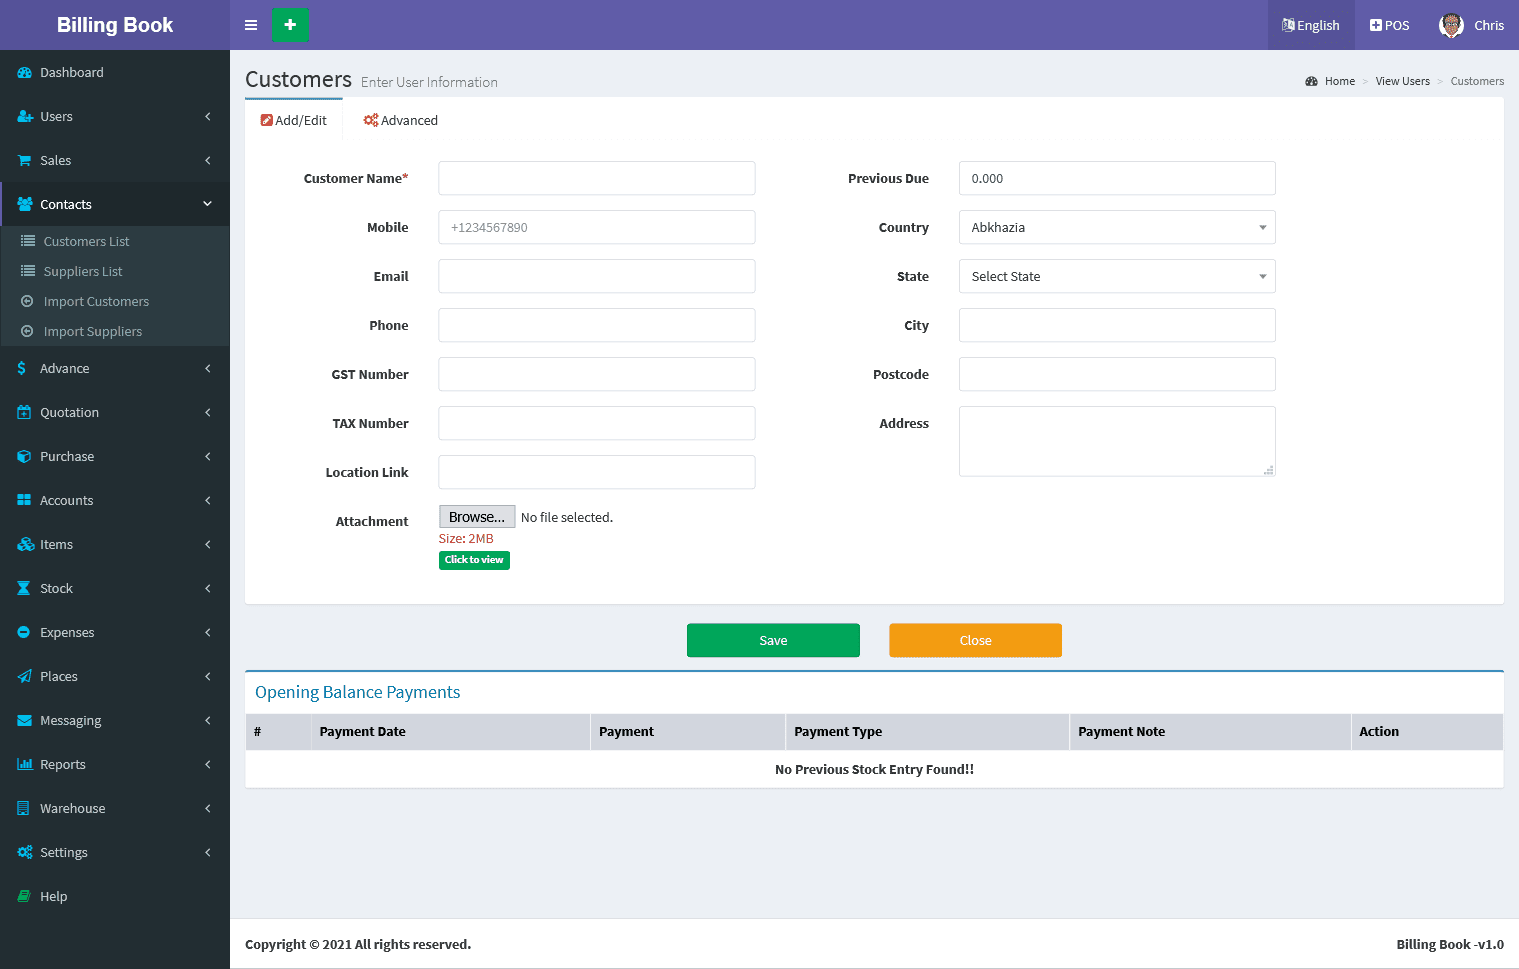 Billing Book
English
POS
Chris
Dashboard
Users
Sales
Contacts
Customers List
Suppliers List
Import Customers
Import Suppliers
Advance
Quotation
Purchase
Accounts
Items
Stock
Expenses
Places
Messaging
Reports
Warehouse
Settings
Help
Customers Enter User Information
Home > View Users > Customers
Add/Edit
Advanced
Customer Name*
Mobile +1234567890
Email
Phone
GST Number
TAX Number
Location Link
Attachment Browse... No file selected.
Size: 2MB
Click to view
Previous Due 0.000
Country Abkhazia
State Select State
City
Postcode
Address
Save
Close
Opening Balance Payments
# Payment Date Payment Payment Type Payment Note Action
No Previous Stock Entry Found!!
Copyright © 2021 All rights reserved.
Billing Book -v1.0